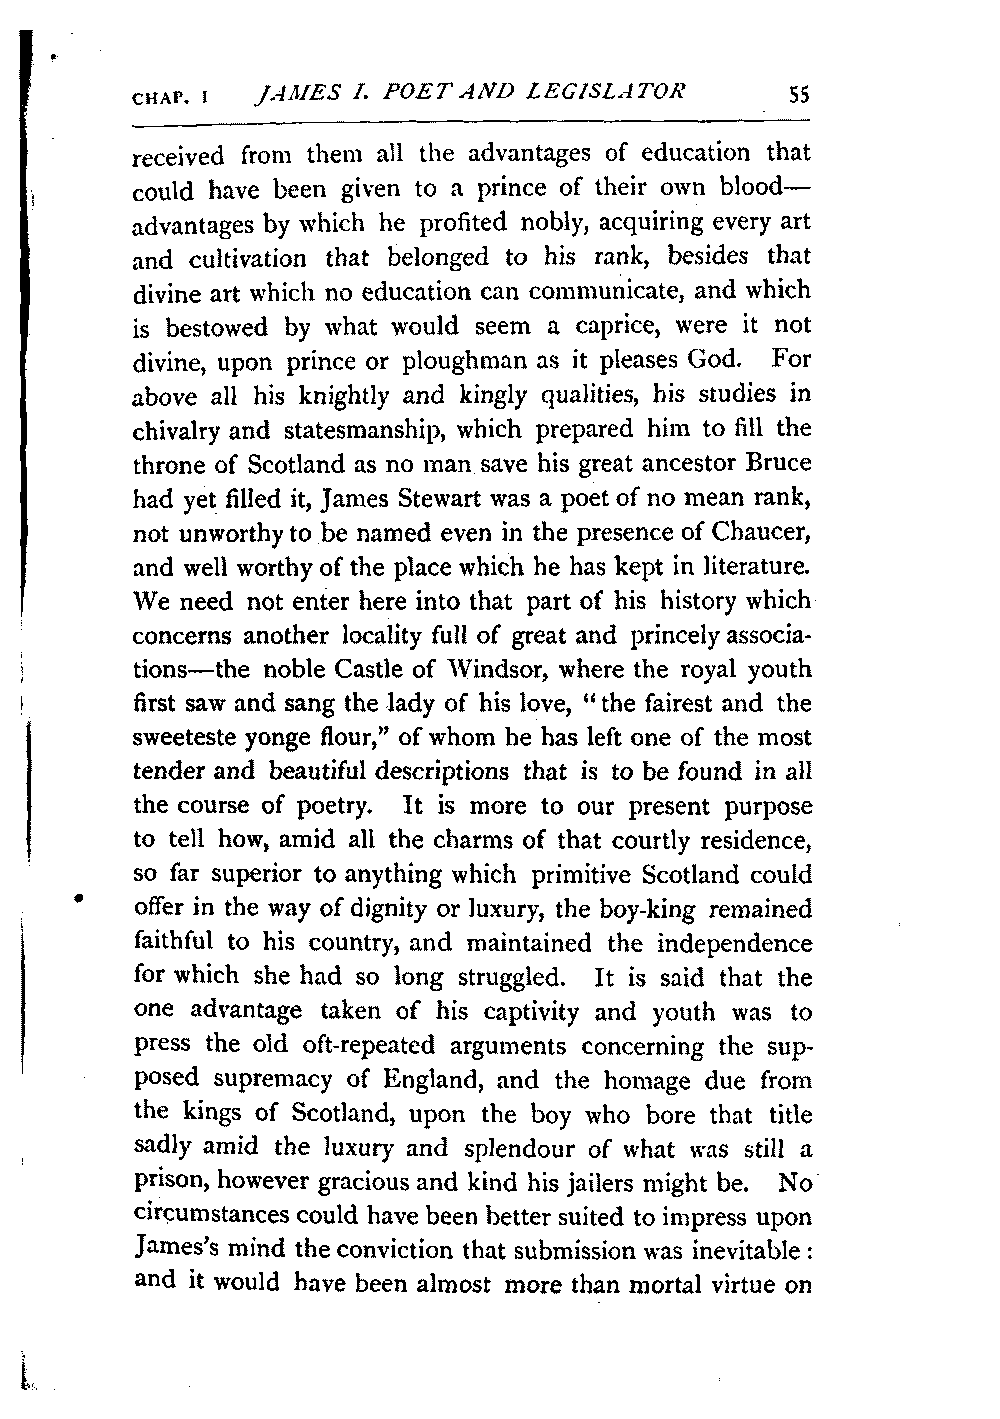 CHAP. I JAMES I. POET AND LEGISLATOR 55
received from them all the advantages of education that
could have been given to a prince of their own blood—
advantages by which he profited nobly, acquiring every art
and cultivation that belonged to his rank, besides that
divine art which no education can communicate, and which
is bestowed by what would seem a caprice, were it not
divine, upon prince or ploughman as it pleases God. For
above all his knightly and kingly qualities, his studies in
chivalry and statesmanship, which prepared him to fill the
throne of Scotland as no man save his great ancestor Bruce
had yet filled it, James Stewart was a poet of no mean rank,
not unworthy to be named even in the presence of Chaucer,
and well worthy of the place which he has kept in literature.
We need not enter here into that part of his history which
concerns another locality full of great and princely associa-
tions—the noble Castle of Windsor, where the royal youth
first saw and sang the lady of his love, “the fairest and the
sweeteste yonge flour,” of whom he has left one of the most
tender and beautiful descriptions that is to be found in all
the course of poetry. It is more to our present purpose
to tell how, amid all the charms of that courtly residence,
so far superior to anything which primitive Scotland could
offer in the way of dignity or luxury, the boy-king remained
faithful to his country, and maintained the independence
for which she had so long struggled. It is said that the
one advantage taken of his captivity and youth was to
press the old oft-repeated arguments concerning the sup-
posed supremacy of England, and the homage due from
the kings of Scotland, upon the boy who bore that title
sadly amid the luxury and splendour of what was still a
prison, however gracious and kind his jailers might be. No
circumstances could have been better suited to impress upon
James’s mind the conviction that submission was inevitable :
and it would have been almost more than mortal virtue on